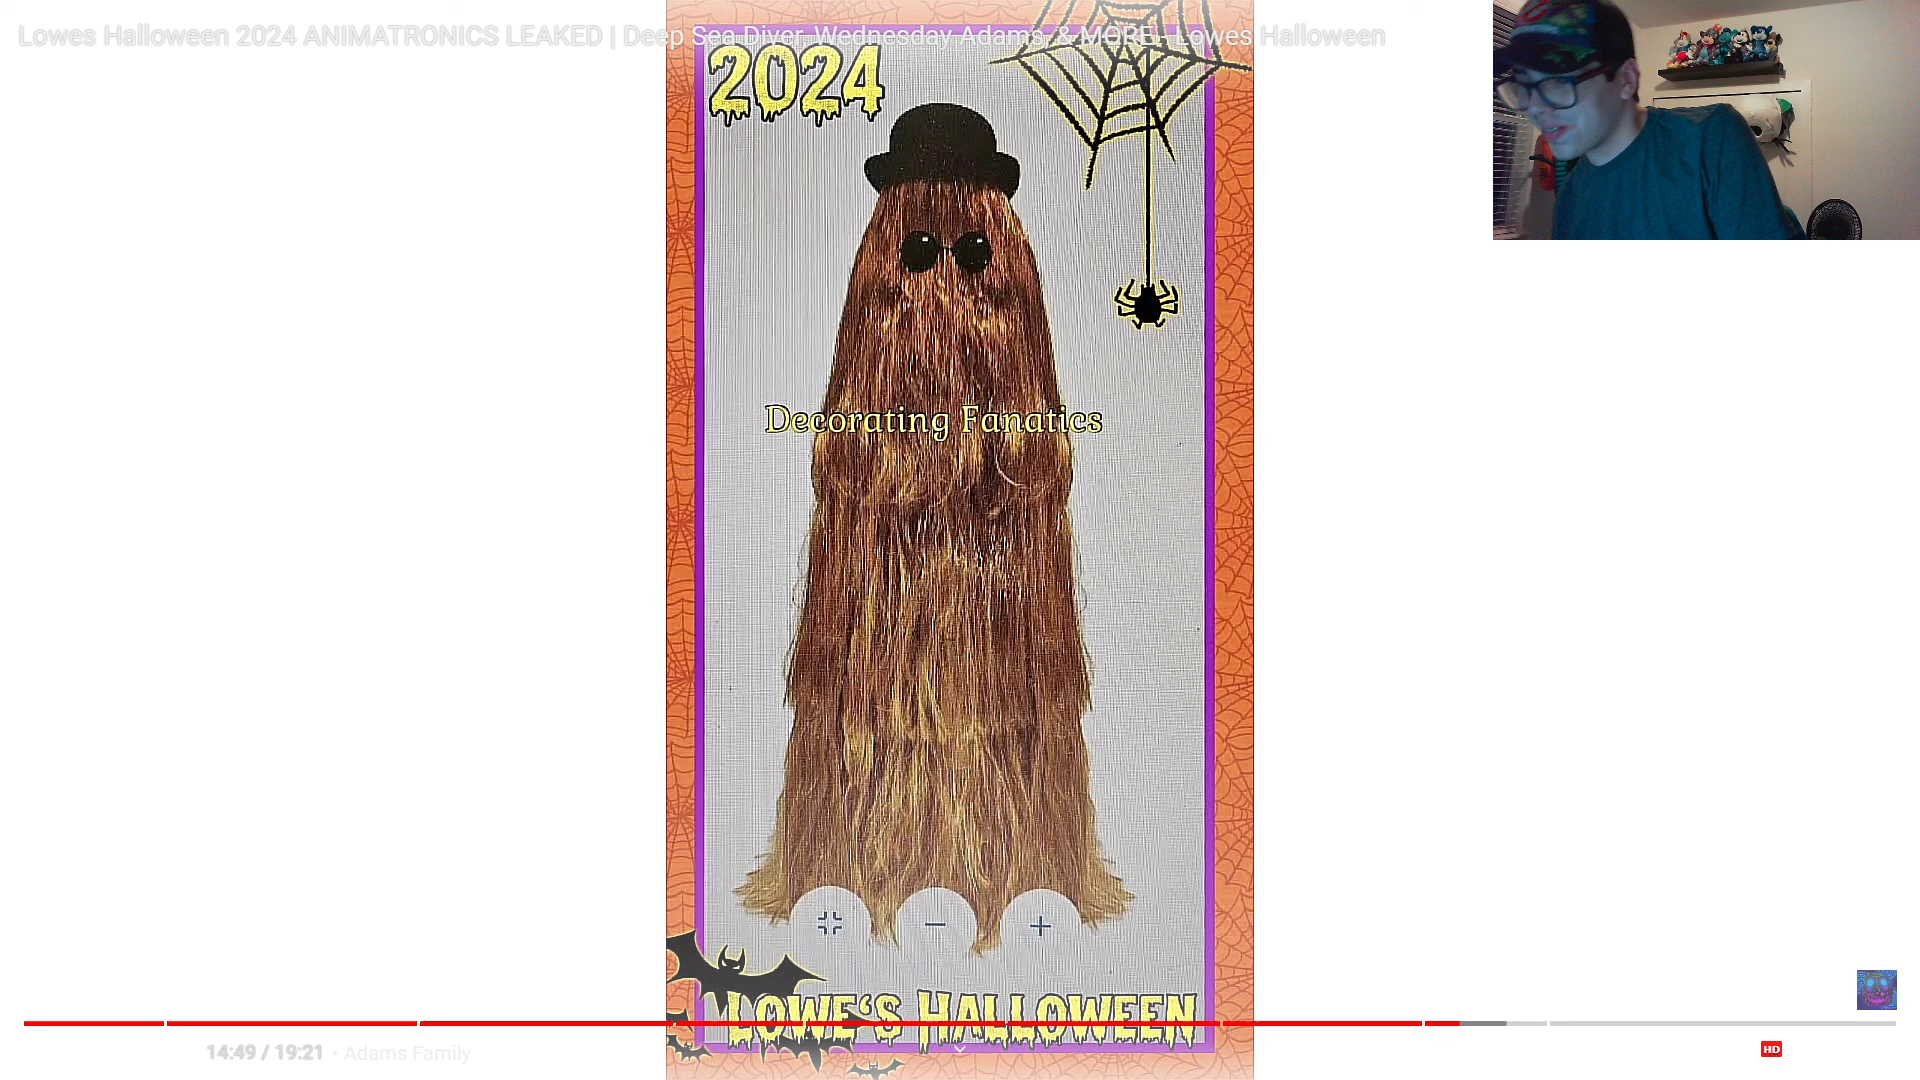 Lowes Halloween 2024 ANIMATRONICS LEAKED | Deep Sea Diver, Wednesday Adams, & MORE - Lowes Halloween
2024
Decorating Fanatics
LOWE'S HALLOWEEN
14:49 / 19:21 • Adams Family
HD